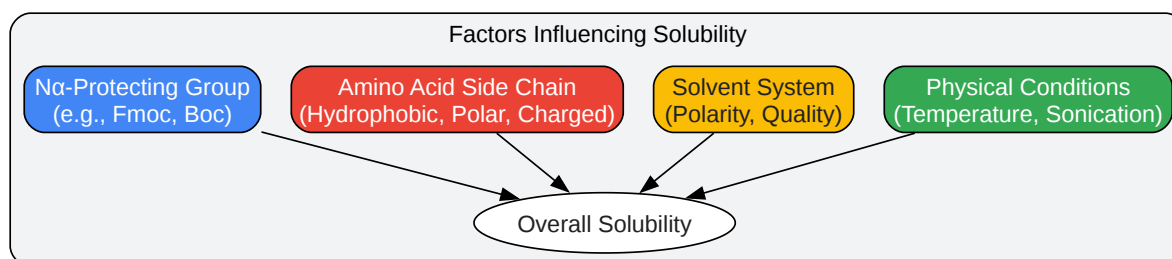 Factors Influencing Solubility
Nα-Protecting Group
(e.g., Fmoc, Boc)
Amino Acid Side Chain
(Hydrophobic, Polar, Charged)
Solvent System
(Polarity, Quality)
Physical Conditions
(Temperature, Sonication)
Overall Solubility